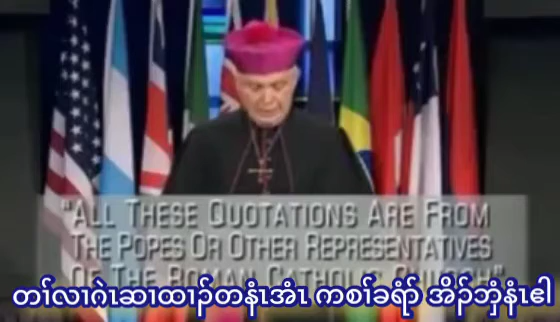 "ALL THESE QUOTATIONS ARE FROM
THE POPES OR OTHER REPRESENTATIVES
OF THE ROMAN CATHOLIC CHURCH"
တၢ်လၢဂဲၤဆၢထၢၣ်တနံၤအံၤ ကစၢ်ခရံာ် အိၣ်ဘှံနံၤဧါ